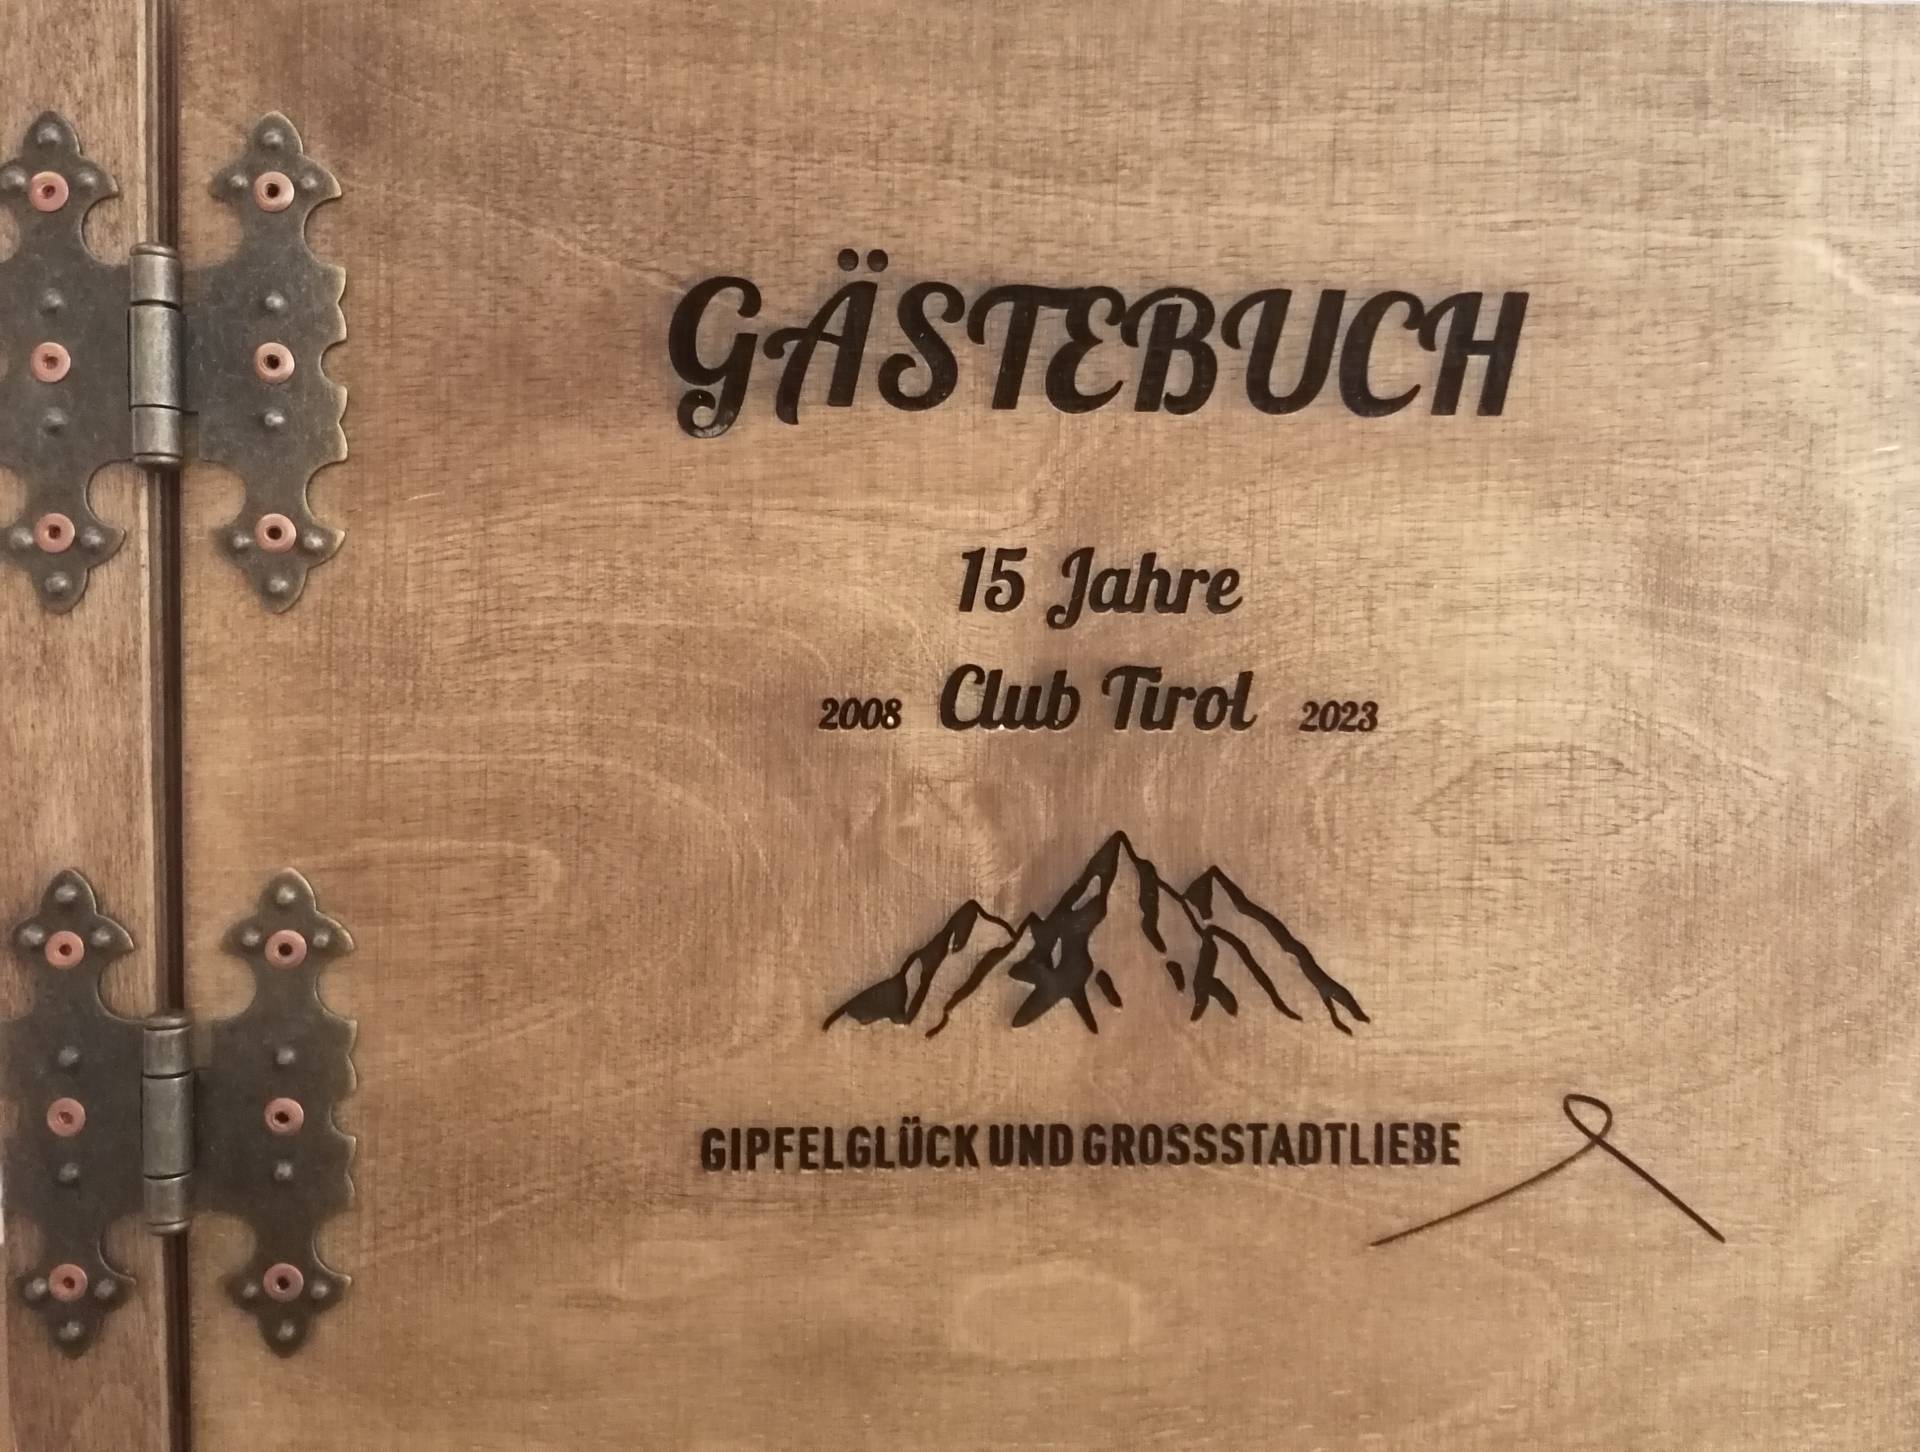 GÄSTEBUCH
15 Jahre
2008 Club Tirol 2023
GIPFELGLÜCK UND GROSSSTADTLIEBE